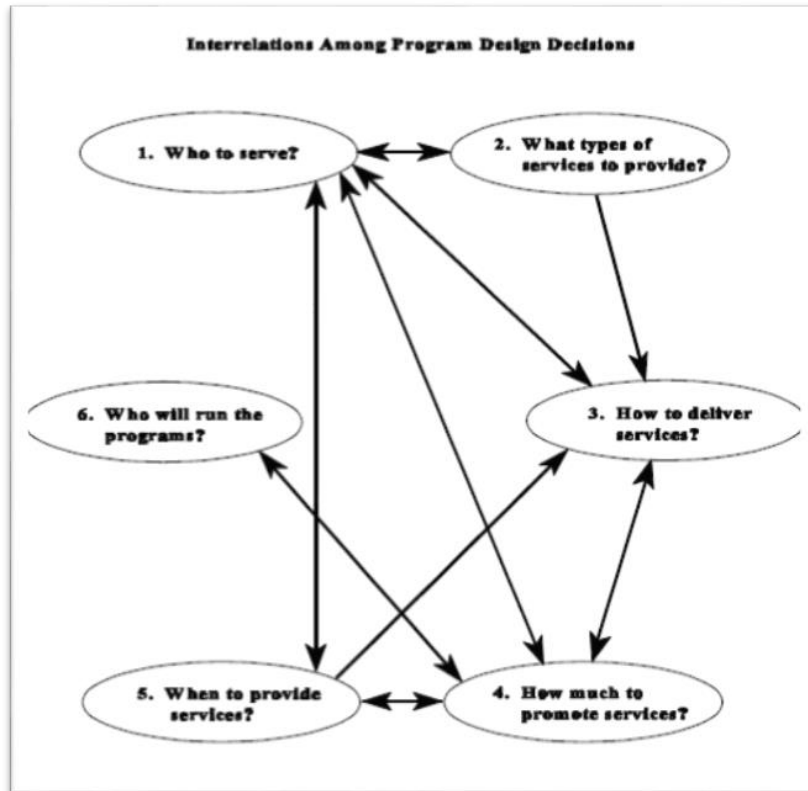 Interrelations Among Program Design Decisions
1. Who to serve?
2. What types of
services to provide?
6. Who will run the
programs?
3. How to deliver
services?
5. When to provide
services?
4. How much to
promote services?